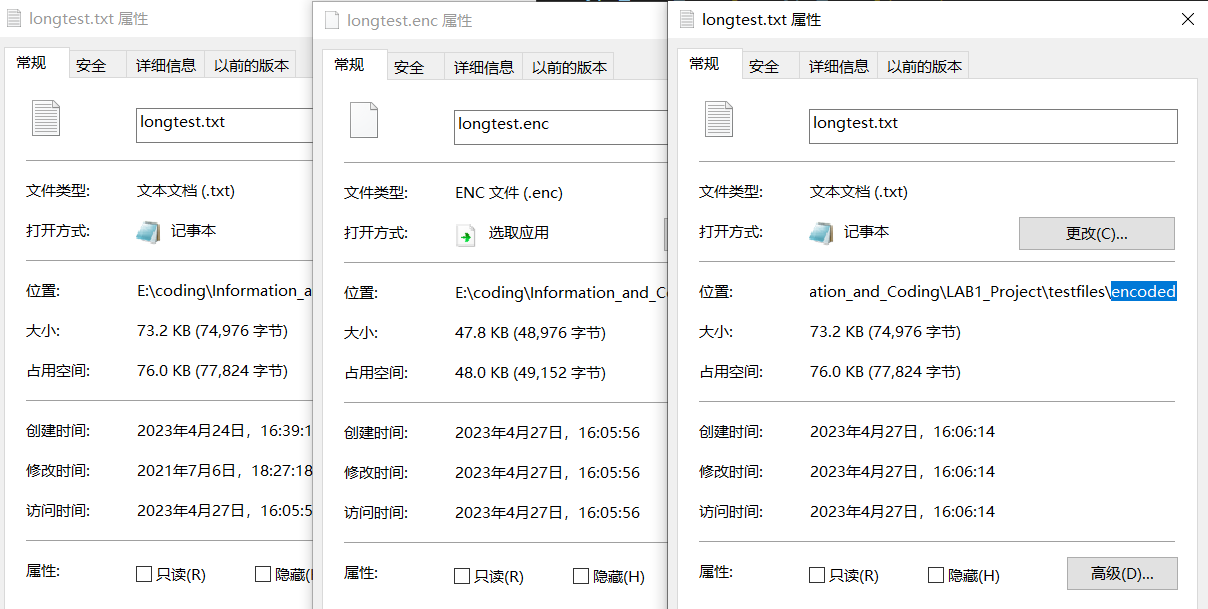 longtest.txt 属性
常规 安全 详细信息 以前的版本
longtest.txt
文件类型: 文本文档 (.txt)
打开方式: 记事本
位置: E:\coding\Information_a
大小: 73.2 KB (74,976 字节)
占用空间: 76.0 KB (77,824 字节)
创建时间: 2023年4月24日，16:39:1
修改时间: 2021年7月6日，18:27:18
访问时间: 2023年4月27日，16:05:5
属性: 只读(R) 隐藏(
longtest.enc 属性
常规 安全 详细信息 以前的版本
longtest.enc
文件类型: ENC 文件 (.enc)
打开方式: 选取应用
位置: E:\coding\Information_and_Co
大小: 47.8 KB (48,976 字节)
占用空间: 48.0 KB (49,152 字节)
创建时间: 2023年4月27日，16:05:56
修改时间: 2023年4月27日，16:05:56
访问时间: 2023年4月27日，16:05:56
属性: 只读(R) 隐藏(H)
longtest.txt 属性
常规 安全 详细信息 以前的版本
longtest.txt
文件类型: 文本文档 (.txt)
打开方式: 记事本 更改(C)...
位置: ation_and_Coding\LAB1_Project\testfiles\encoded
大小: 73.2 KB (74,976 字节)
占用空间: 76.0 KB (77,824 字节)
创建时间: 2023年4月27日，16:06:14
修改时间: 2023年4月27日，16:06:14
访问时间: 2023年4月27日，16:06:14
属性: 只读(R) 隐藏(H) 高级(D)...